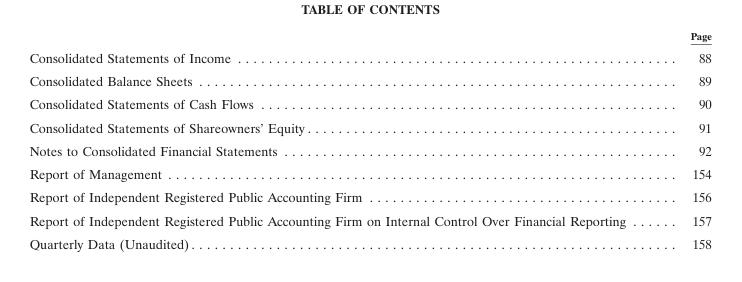 TABLE OF CONTENTS
Page
Consolidated Statements of Income . . . . . . . . . . . . . . . . . . . . . . . . . . . . . . . . . . . . . . . . . . . . . . . . . . . . . . . . . 88
Consolidated Balance Sheets . . . . . . . . . . . . . . . . . . . . . . . . . . . . . . . . . . . . . . . . . . . . . . . . . . . . . . . . . . . . . . 89
Consolidated Statements of Cash Flows . . . . . . . . . . . . . . . . . . . . . . . . . . . . . . . . . . . . . . . . . . . . . . . . . . . . . . 90
Consolidated Statements of Shareowners’ Equity . . . . . . . . . . . . . . . . . . . . . . . . . . . . . . . . . . . . . . . . . . . . . . . . 91
Notes to Consolidated Financial Statements . . . . . . . . . . . . . . . . . . . . . . . . . . . . . . . . . . . . . . . . . . . . . . . . . . . 92
Report of Management . . . . . . . . . . . . . . . . . . . . . . . . . . . . . . . . . . . . . . . . . . . . . . . . . . . . . . . . . . . . . . . . . . 154
Report of Independent Registered Public Accounting Firm . . . . . . . . . . . . . . . . . . . . . . . . . . . . . . . . . . . . . . . . 156
Report of Independent Registered Public Accounting Firm on Internal Control Over Financial Reporting . . . . . . 157
Quarterly Data (Unaudited) . . . . . . . . . . . . . . . . . . . . . . . . . . . . . . . . . . . . . . . . . . . . . . . . . . . . . . . . . . . . . . . 158